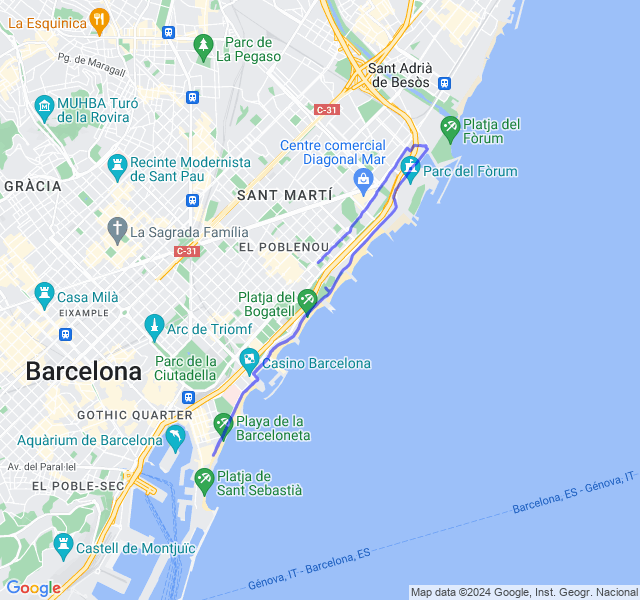 La Esquinica
Pg. de Maragall
Parc de
La Pegaso
Sant Adrià
de Besòs
MUHBA Turó
de la Rovira
C-31
Platja del
Fòrum
Centre comercial
Diagonal Mar
Recinte Modernista
de Sant Pau
Parc del Fòrum
GRÀCIA
SANT MARTÍ
La Sagrada Família
C-31
EL POBLENOU
Casa Milà
EIXAMPLE
Platja del
Bogatell
Arc de Triomf
Parc de la
Ciutadella
Casino Barcelona
Barcelona
GOTHIC QUARTER
Playa de la
Barceloneta
Aquàrium de Barcelona
Av. del Paral·lel
Platja de
Sant Sebastià
EL POBLE-SEC
Barcelona, ES - Génova, IT
Castell de Montjuïc
Génova, IT - Barcelona, ES
Google
Map data ©2024 Google, Inst. Geogr. Nacional